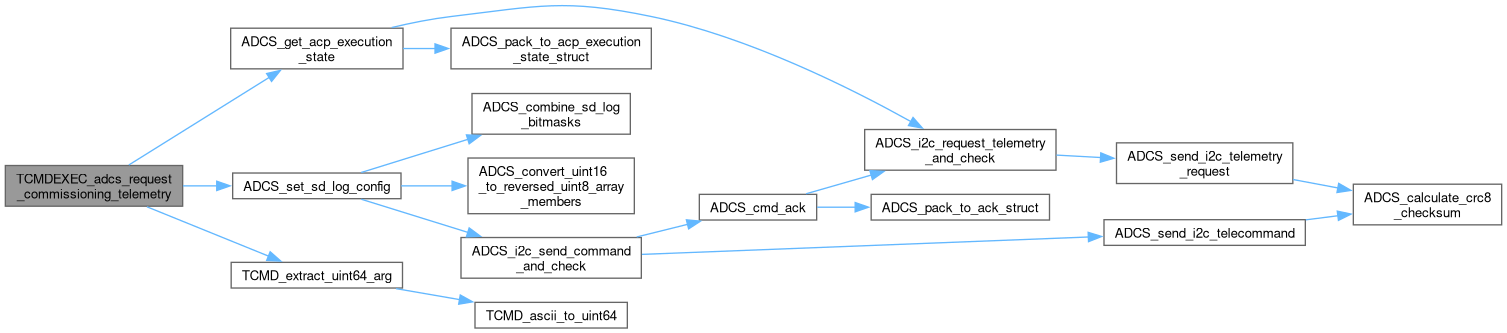 TCMDEXEC_adcs_request
_commissioning_telemetry
ADCS_get_acp_execution
_state
ADCS_pack_to_acp_execution
_state_struct
ADCS_set_sd_log_config
ADCS_combine_sd_log
_bitmasks
ADCS_convert_uint16
_to_reversed_uint8_array
_members
ADCS_i2c_send_command
_and_check
TCMD_extract_uint64_arg
TCMD_ascii_to_uint64
ADCS_cmd_ack
ADCS_i2c_request_telemetry
_and_check
ADCS_pack_to_ack_struct
ADCS_send_i2c_telemetry
_request
ADCS_send_i2c_telecommand
ADCS_calculate_crc8
_checksum